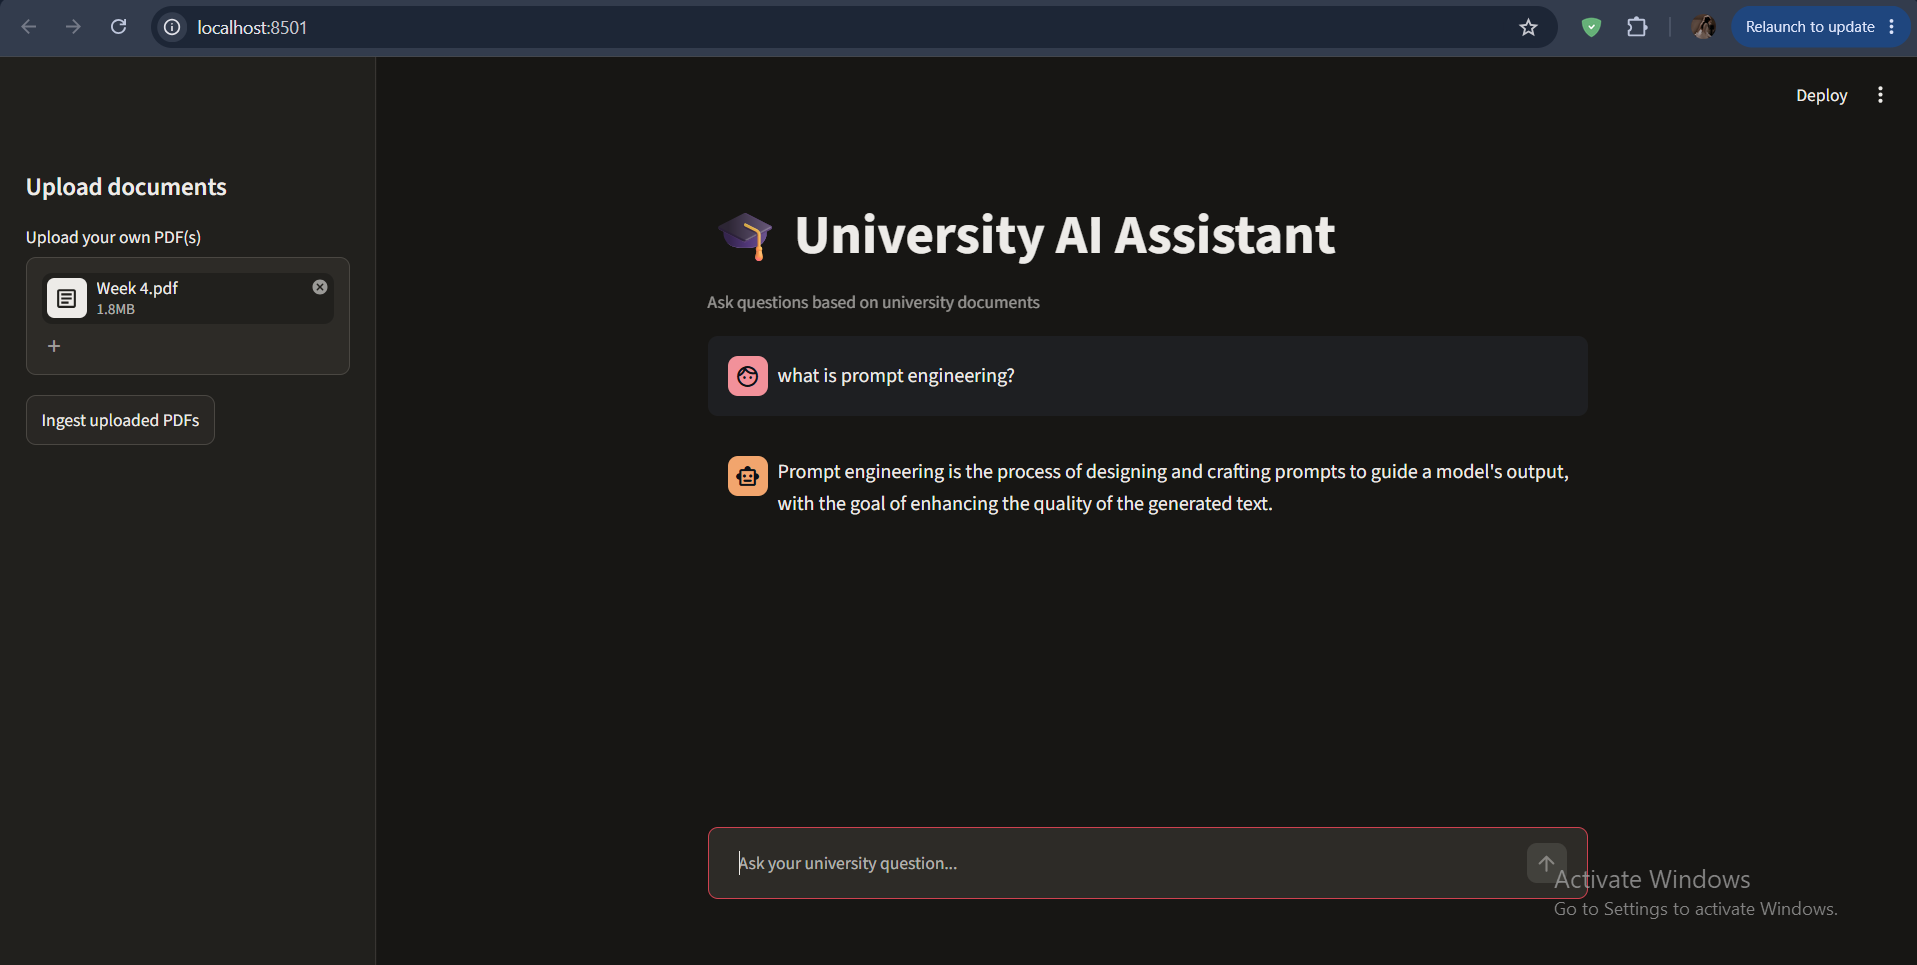 localhost:8501
Relaunch to update
Deploy
Upload documents
Upload your own PDF(s)
Week 4.pdf
1.8MB
Ingest uploaded PDFs
University AI Assistant
Ask questions based on university documents
what is prompt engineering?
Prompt engineering is the process of designing and crafting prompts to guide a model's output,
with the goal of enhancing the quality of the generated text.
Ask your university question...
Activate Windows
Go to Settings to activate Windows.